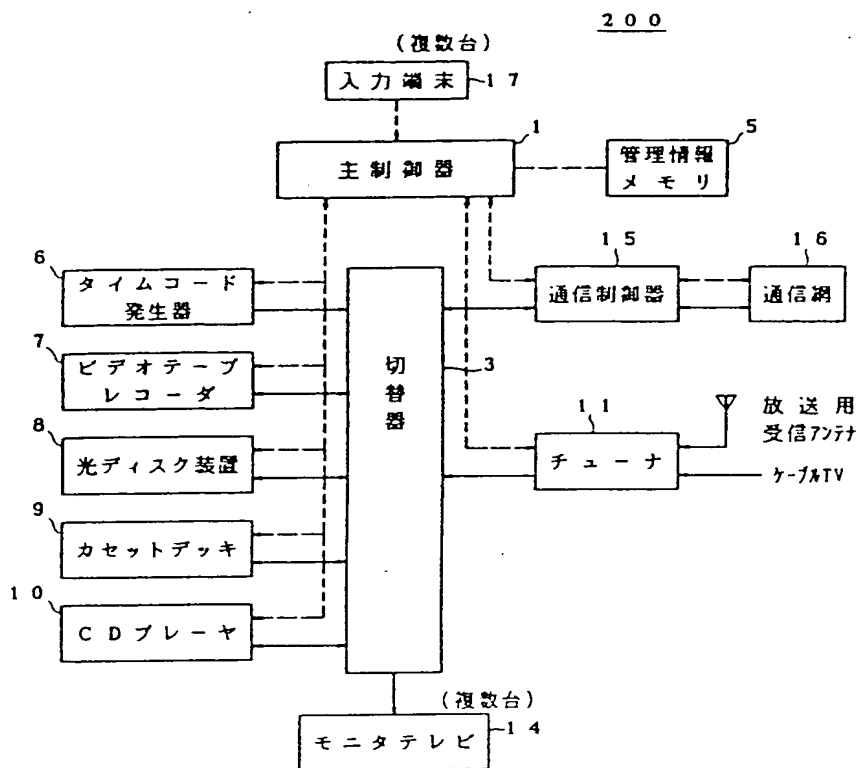 200
(複数台)
入力端末
17
1
主制御器
5
管理情報
メモリ
6
タイムコード
発生器
7
ビデオテープ
レコーダ
8
光ディスク装置
9
カセットデッキ
10
CDプレーヤ
切替器
3
15
通信制御器
16
通信網
11
チューナ
放送用
受信アンテナ
ケーブルTV
(複数台)
モニタテレビ
14